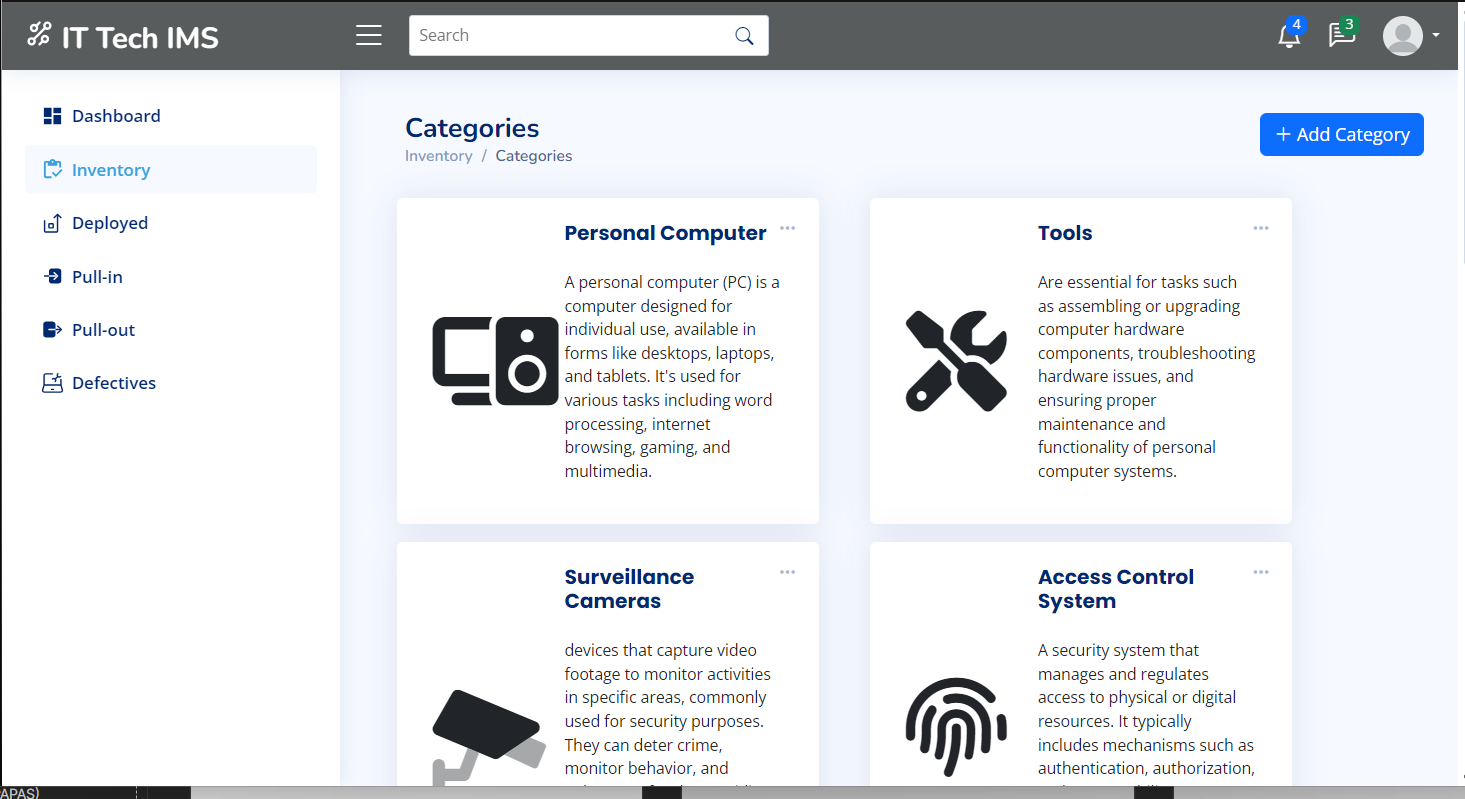 IT Tech IMS
Search
4
3
Dashboard
Inventory
Deployed
Pull-in
Pull-out
Defectives
Categories
Inventory / Categories
+ Add Category
Personal Computer
A personal computer (PC) is a
computer designed for
individual use, available in
forms like desktops, laptops,
and tablets. It's used for
various tasks including word
processing, internet
browsing, gaming, and
multimedia.
Tools
Are essential for tasks such
as assembling or upgrading
computer hardware
components, troubleshooting
hardware issues, and
ensuring proper
maintenance and
functionality of personal
computer systems.
Surveillance
Cameras
devices that capture video
footage to monitor activities
in specific areas, commonly
used for security purposes.
They can deter crime,
monitor behavior, and
Access Control
System
A security system that
manages and regulates
access to physical or digital
resources. It typically
includes mechanisms such as
authentication, authorization,
APAS)